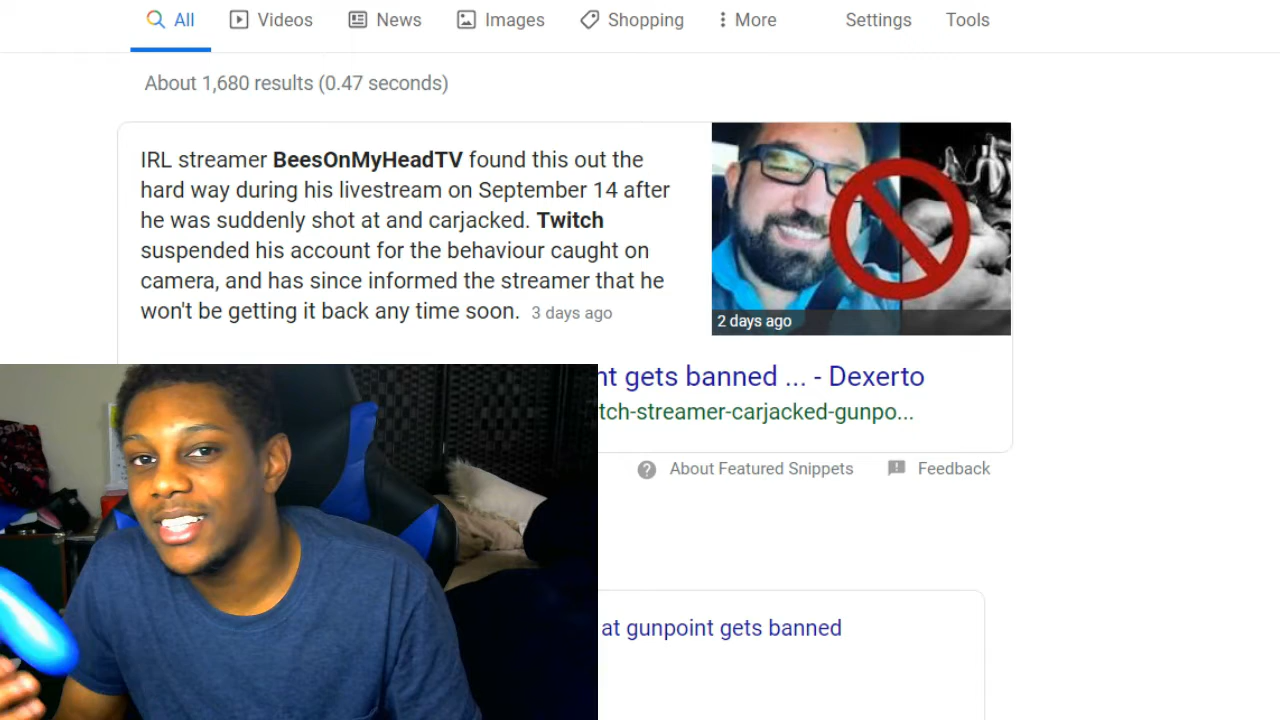 All Videos News Images Shopping More Settings Tools
About 1,680 results (0.47 seconds)
IRL streamer BeesOnMyHeadTV found this out the
hard way during his livestream on September 14 after
he was suddenly shot at and carjacked. Twitch
suspended his account for the behaviour caught on
camera, and has since informed the streamer that he
won't be getting it back any time soon. 3 days ago
2 days ago
gets banned ... - Dexerto
tch-streamer-carjacked-gunpo...
About Featured Snippets Feedback
at gunpoint gets banned